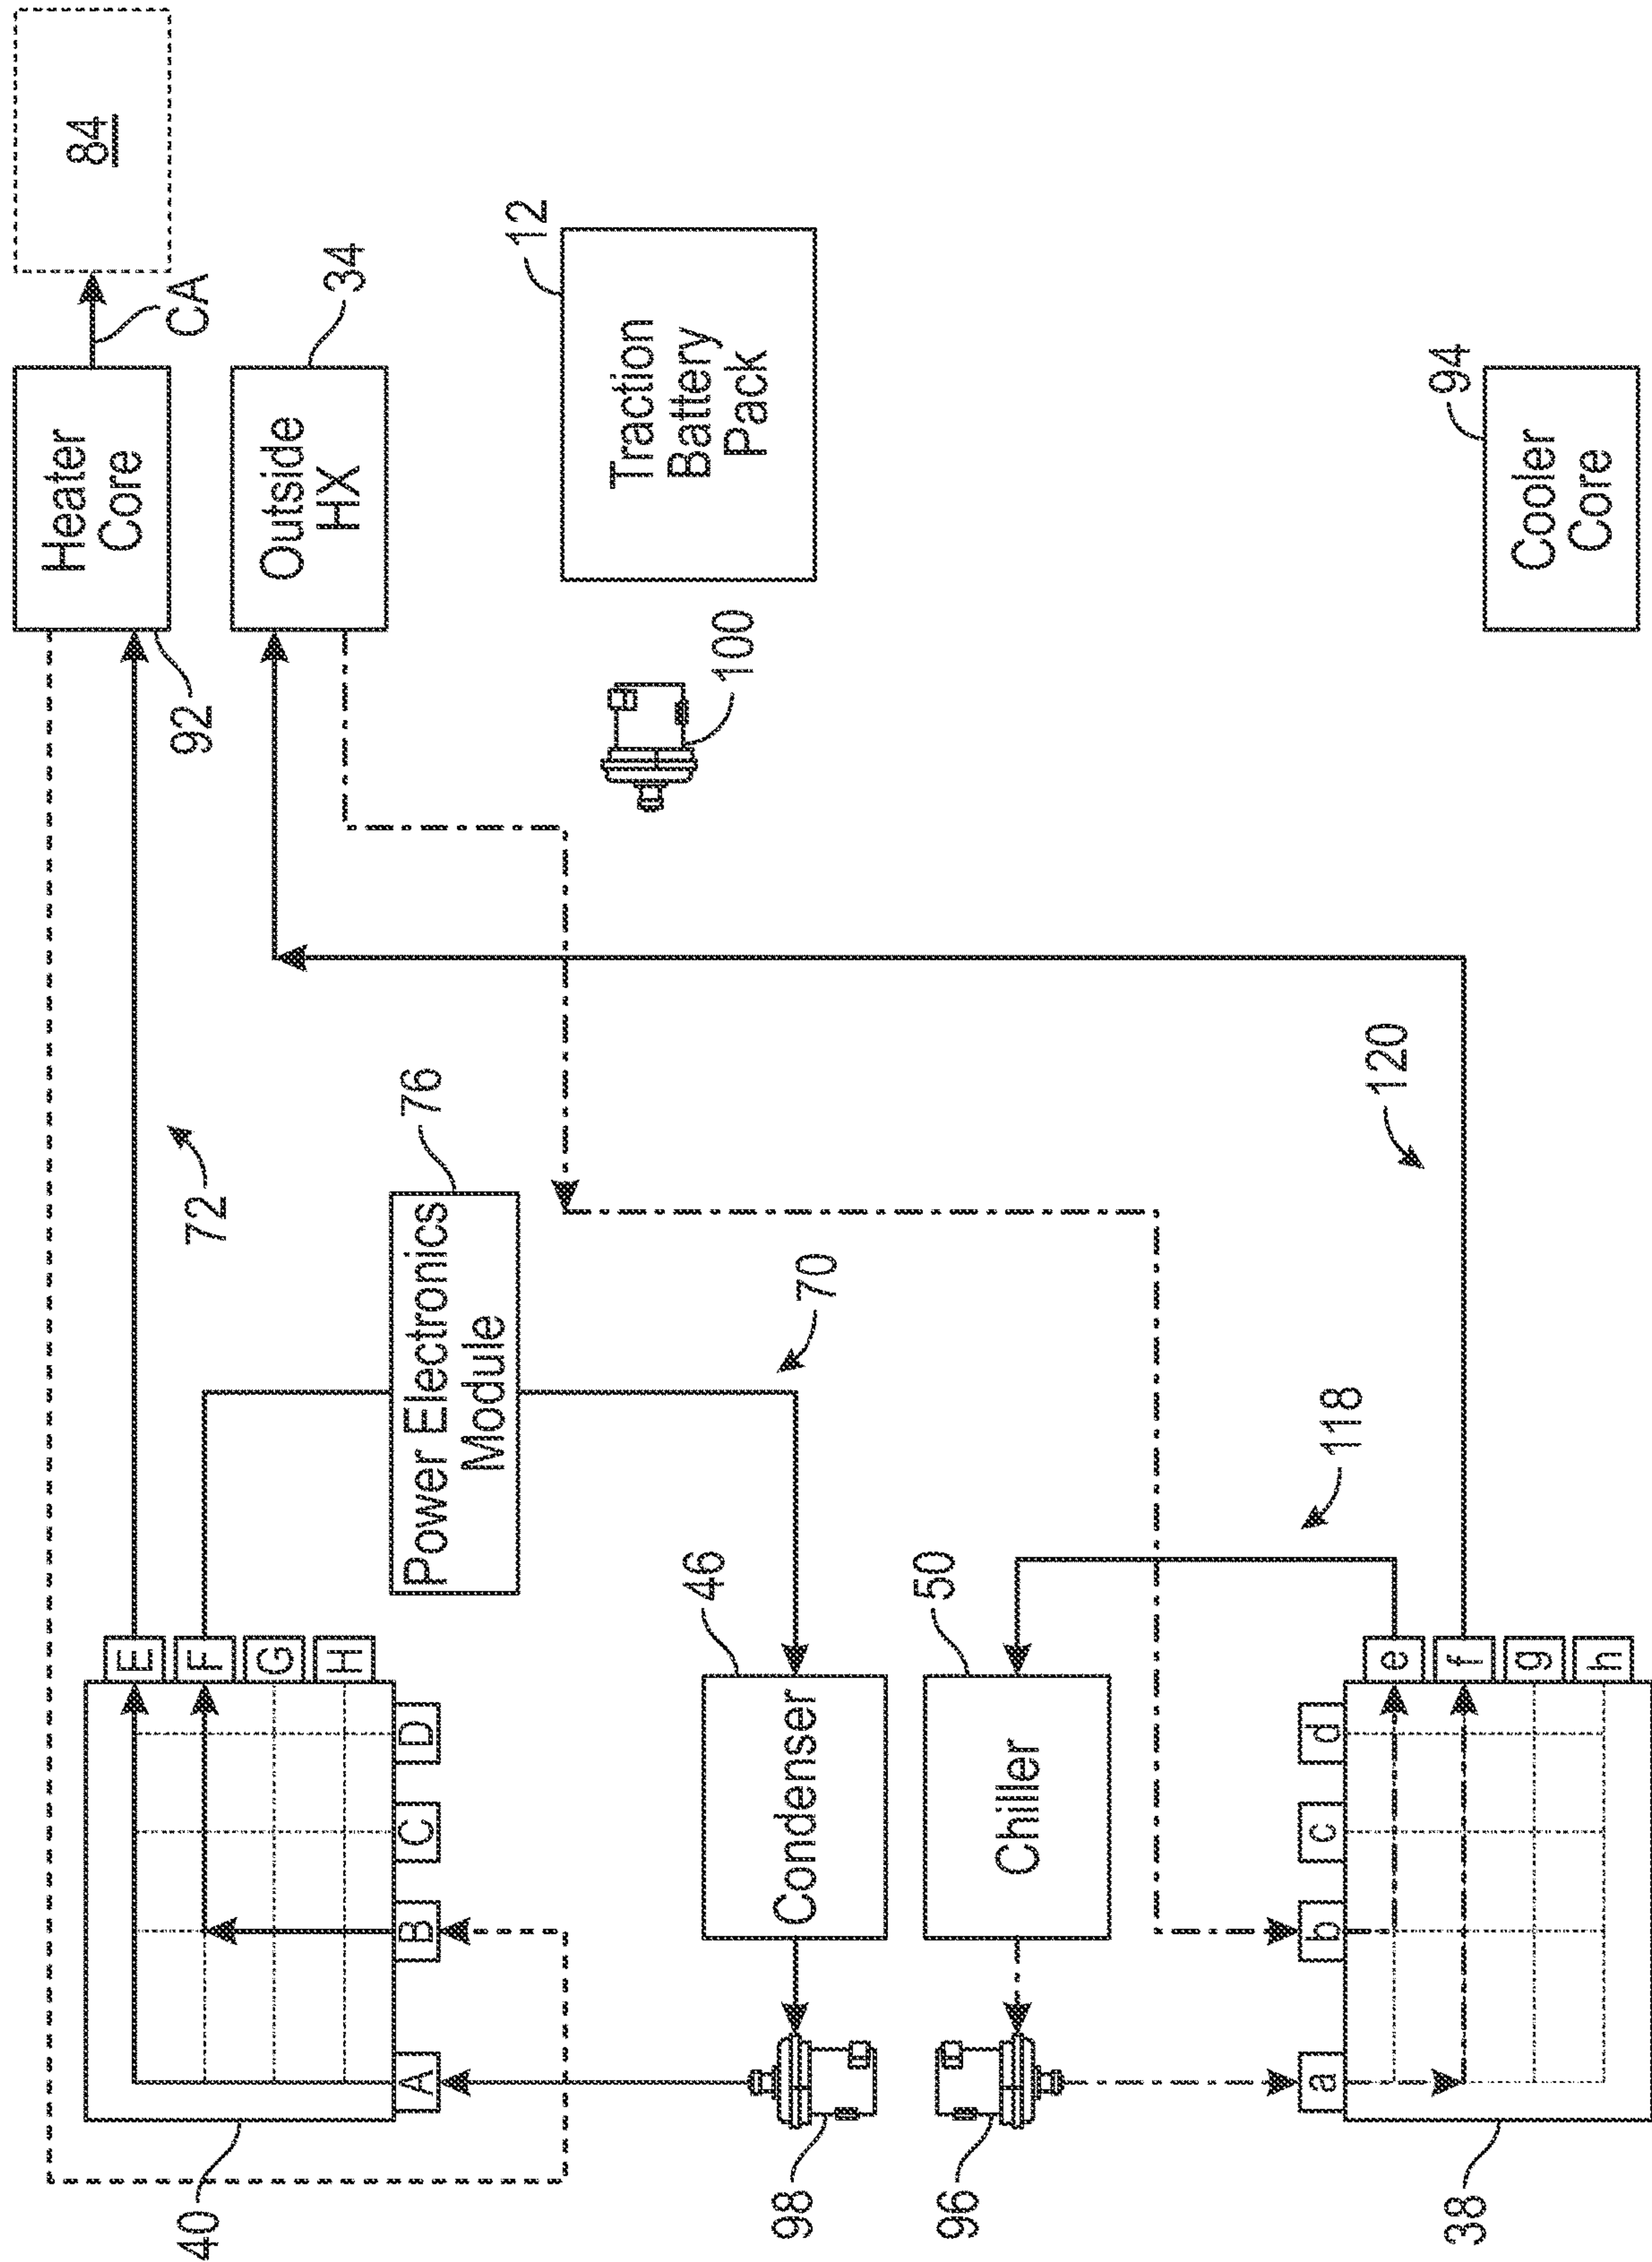 84
Heater
Core
CA
92
Outside
HX
34
12
Traction
Battery
Pack
100
94
Cooler
Core
72
76
Power Electronics
Module
70
120
118
E
F
G
H
A
B
C
D
40
46
Condenser
50
Chiller
98
96
a
b
c
d
e
f
g
h
38